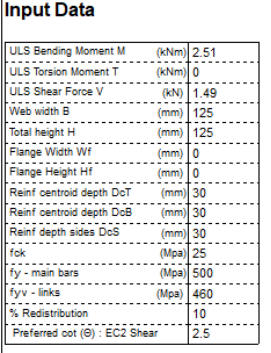 Input Data
ULS Bending Moment M (kNm) 2.51
ULS Torsion Moment T (kNm) 0
ULS Shear Force V (kN) 1.49
Web width B (mm) 125
Total height H (mm) 125
Flange Width Wf (mm) 0
Flange Height Hf (mm) 0
Reinf centroid depth DcT (mm) 30
Reinf centroid depth DcB (mm) 30
Reinf depth sides DcS (mm) 30
fck (Mpa) 25
fy - main bars (Mpa) 500
fyv - links (Mpa) 460
% Redistribution 10
Preferred cot (Θ) : EC2 Shear 2.5